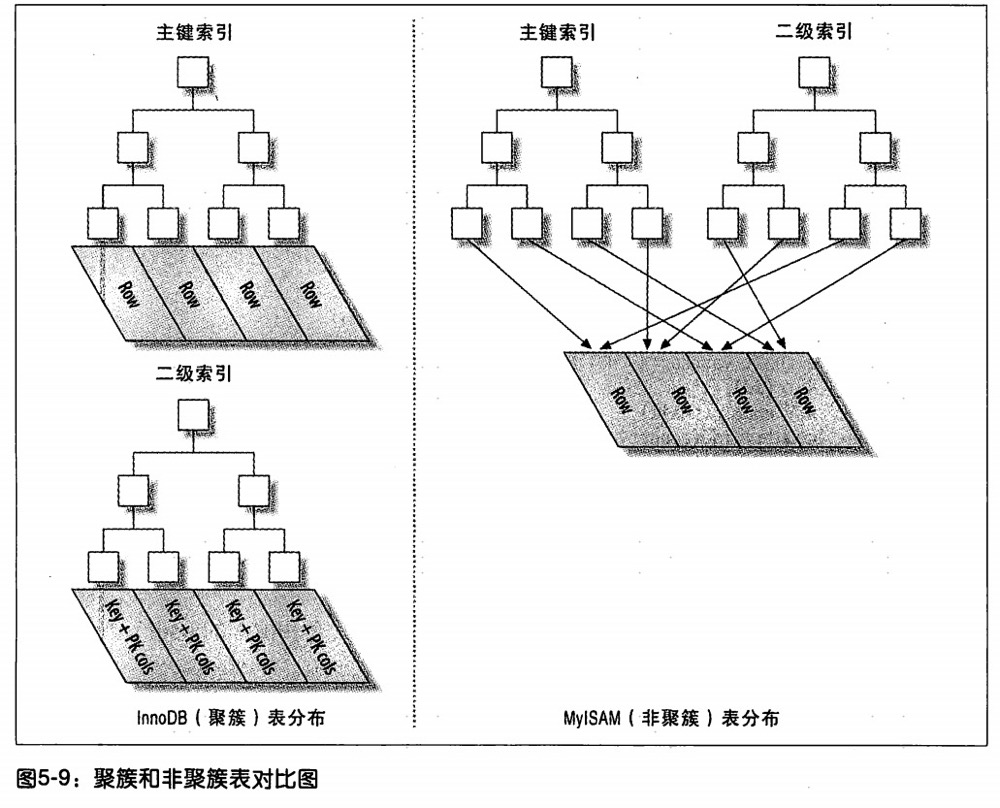 主键索引
Row
Row
Row
Row
二级索引
Key + PK cols
Key + PK cols
Key + PK cols
Key + PK cols
InnoDB（聚簇）表分布
主键索引
二级索引
Row
Row
Row
Row
MyISAM（非聚簇）表分布
图5-9：聚簇和非聚簇表对比图